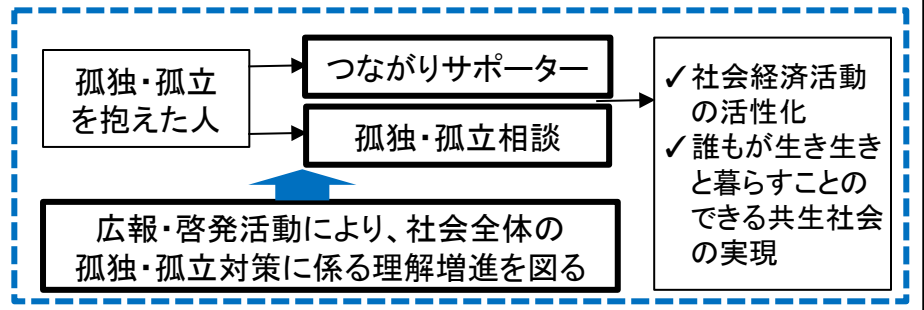 孤独・孤立
を抱えた人
つながりサポーター
孤独・孤立相談
広報・啓発活動により、社会全体の
孤独・孤立対策に係る理解増進を図る
✓社会経済活動
の活性化
✓誰もが生き生き
と暮らすことの
できる共生社会
の実現